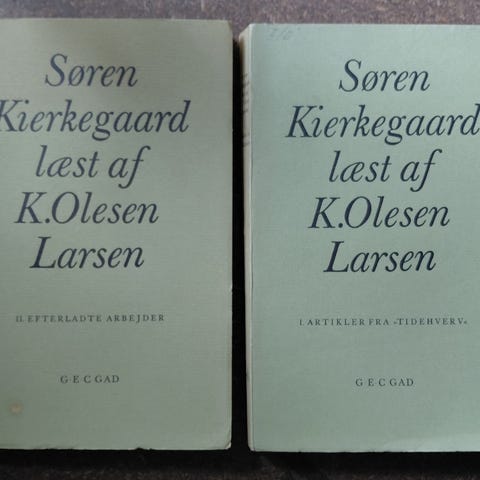 Søren
Kierkegaard
læst af
K.Olesen
Larsen
II. EFTERLADTE ARBEJDER
G·E·C GAD
Søren
Kierkegaard
læst af
K.Olesen
Larsen
I. ARTIKLER FRA »TIDEHVERV«
G·E·C GAD